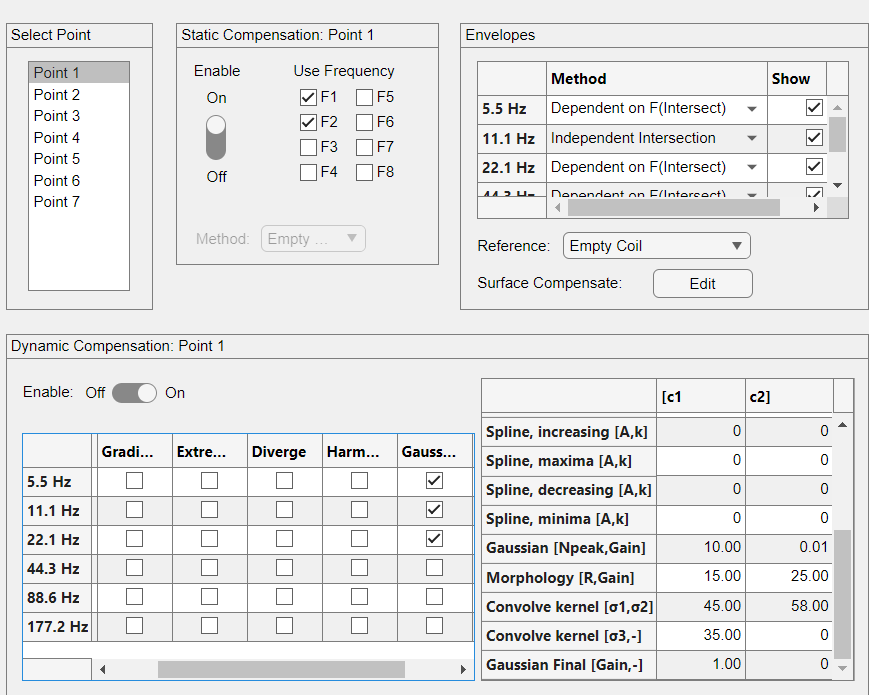 Select Point
Point 1
Point 2
Point 3
Point 4
Point 5
Point 6
Point 7
Static Compensation: Point 1
Enable
Use Frequency
On
F1 F5
F2 F6
F3 F7
Off
F4 F8
Method: Empty ...
Envelopes
Method Show
5.5 Hz Dependent on F(Intersect)
11.1 Hz Independent Intersection
22.1 Hz Dependent on F(Intersect)
44.3 Hz Dependent on F(Intersect)
Reference: Empty Coil
Surface Compensate: Edit
Dynamic Compensation: Point 1
Enable: Off On
Gradi... Extre... Diverge Harm... Gauss...
5.5 Hz
11.1 Hz
22.1 Hz
44.3 Hz
88.6 Hz
177.2 Hz
[c1 c2]
Spline, increasing [A,k] 0 0
Spline, maxima [A,k] 0 0
Spline, decreasing [A,k] 0 0
Spline, minima [A,k] 0 0
Gaussian [Npeak,Gain] 10.00 0.01
Morphology [R,Gain] 15.00 25.00
Convolve kernel [σ1,σ2] 45.00 58.00
Convolve kernel [σ3,-] 35.00 0
Gaussian Final [Gain,-] 1.00 0